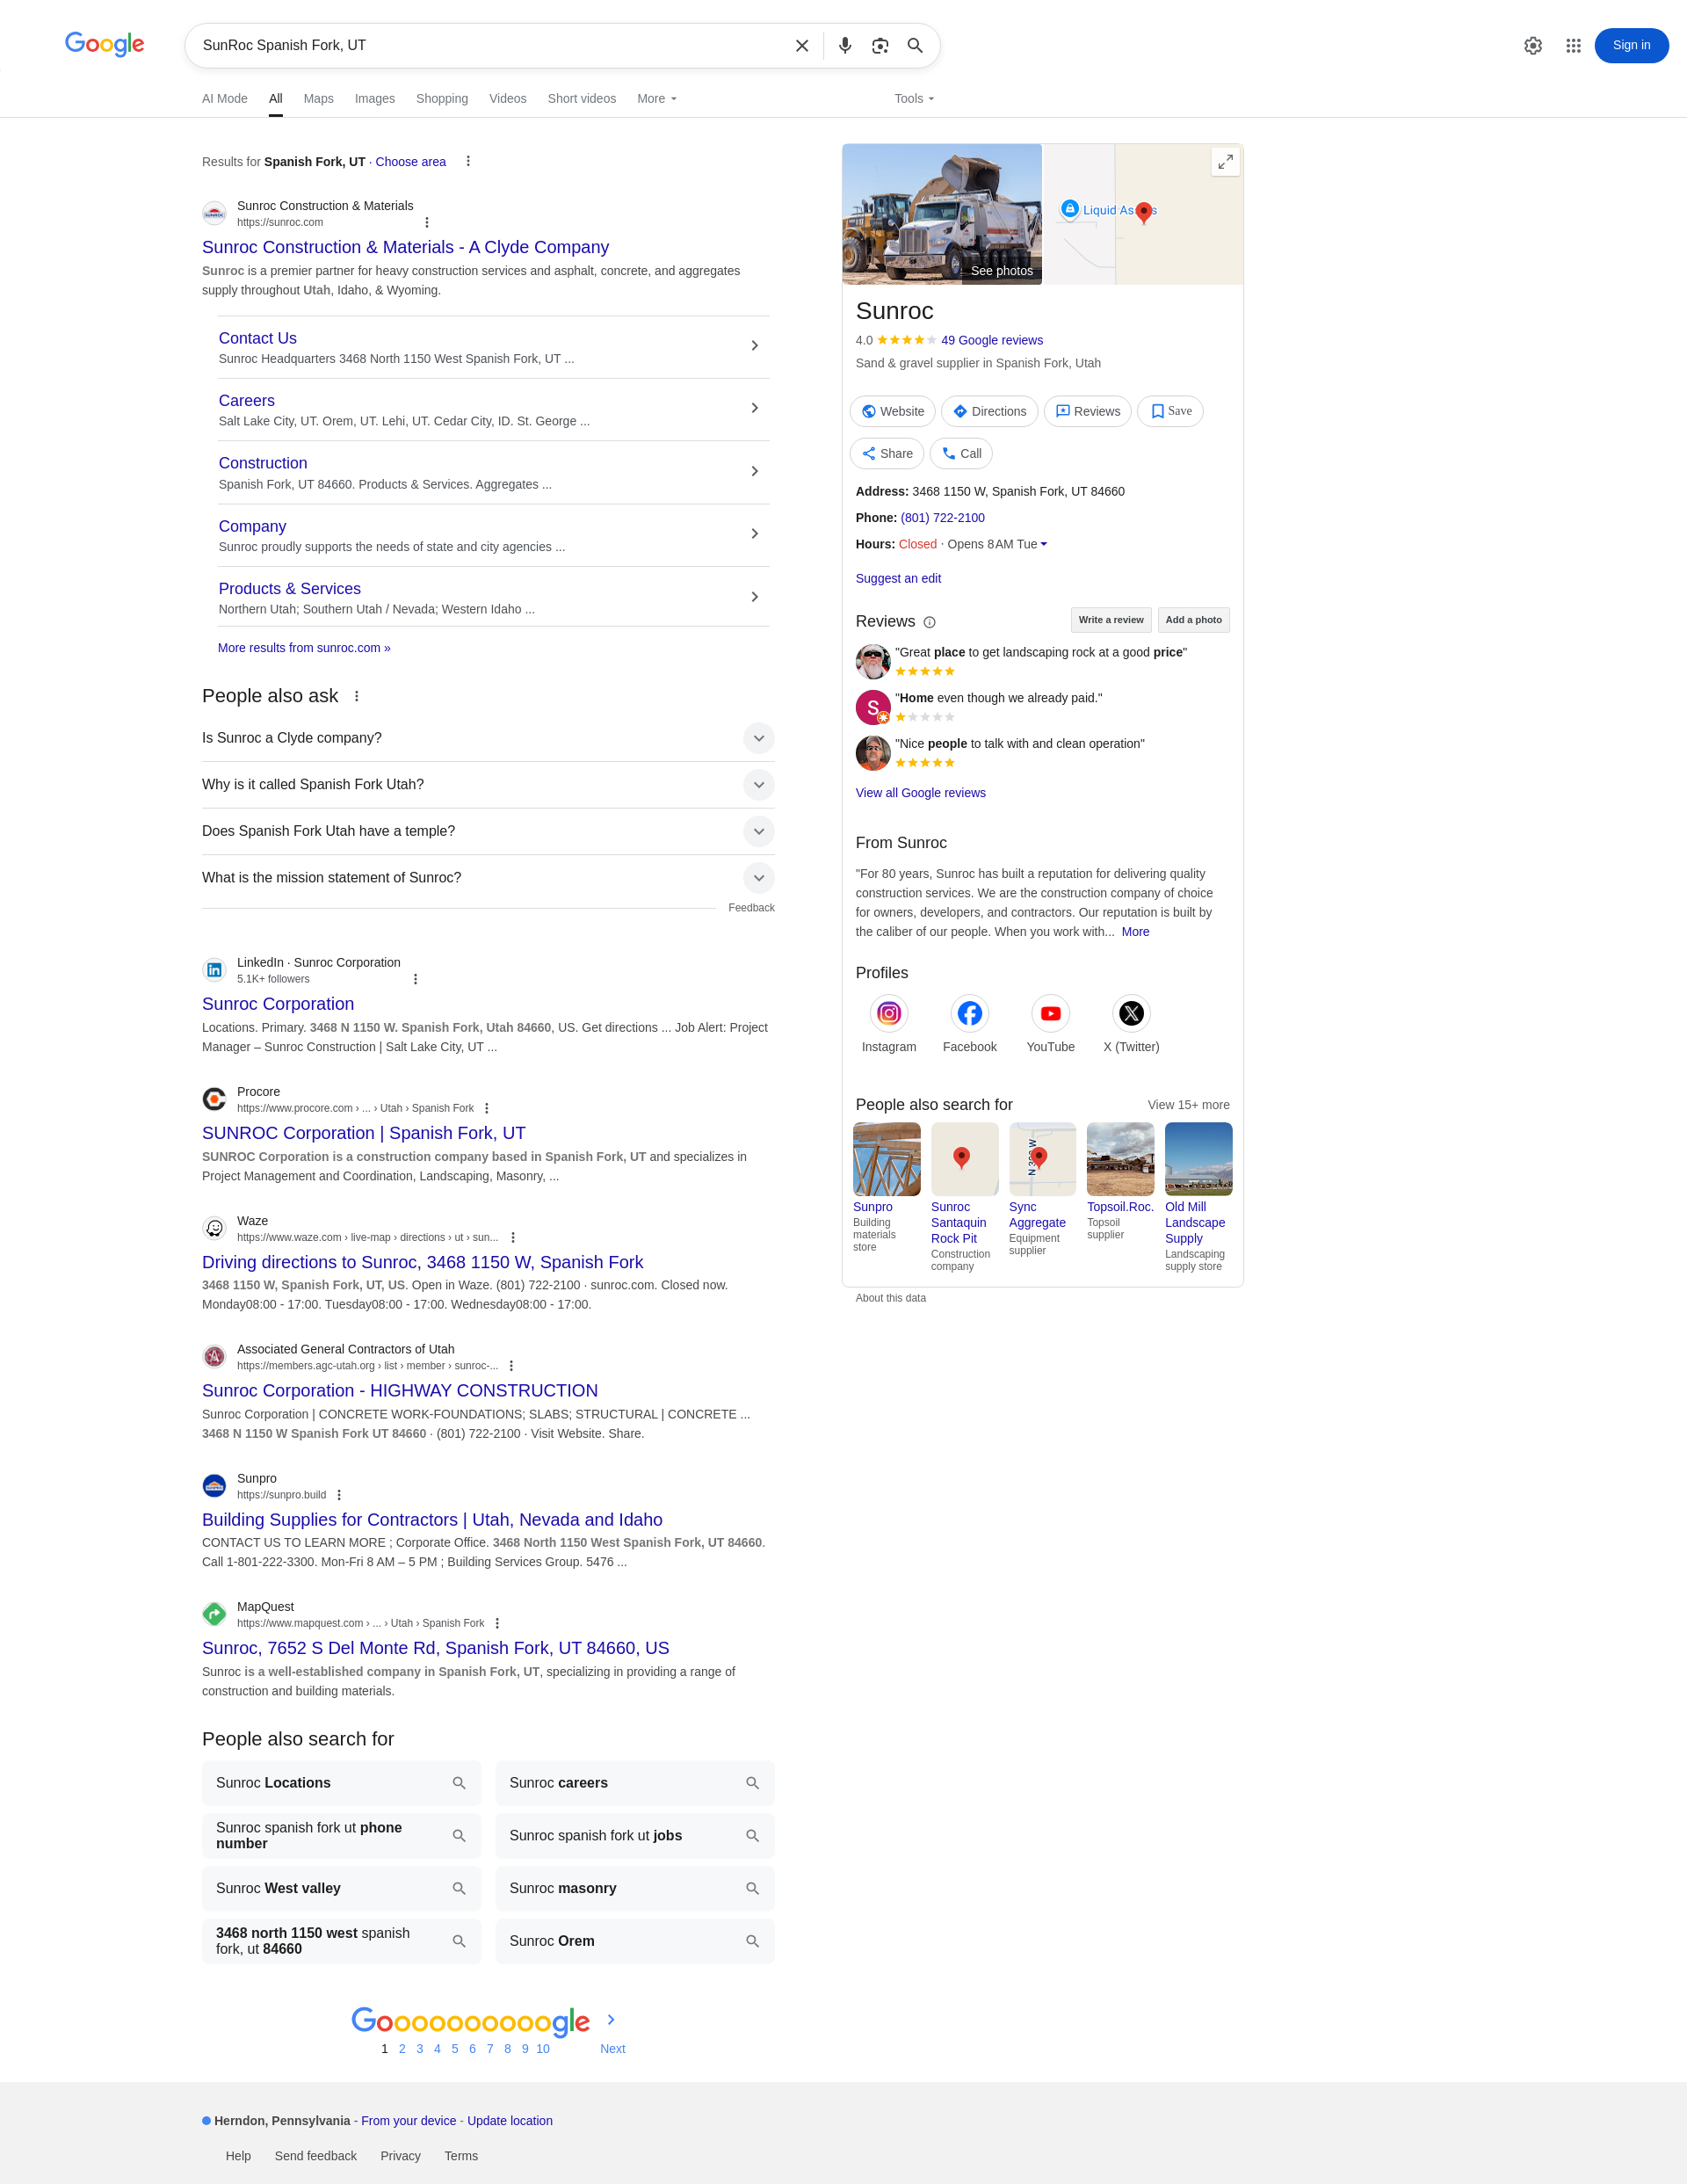 Google
SunRoc Spanish Fork, UT
Sign in
AI Mode
All
Maps
Images
Shopping
Videos
Short videos
More
Tools
Results for Spanish Fork, UT · Choose area
Sunroc Construction & Materials
https://sunroc.com
Sunroc Construction & Materials - A Clyde Company
Sunroc is a premier partner for heavy construction services and asphalt, concrete, and aggregates
supply throughout Utah, Idaho, & Wyoming.
Contact Us
Sunroc Headquarters 3468 North 1150 West Spanish Fork, UT ...
Careers
Salt Lake City, UT. Orem, UT. Lehi, UT. Cedar City, ID. St. George ...
Construction
Spanish Fork, UT 84660. Products & Services. Aggregates ...
Company
Sunroc proudly supports the needs of state and city agencies ...
Products & Services
Northern Utah; Southern Utah / Nevada; Western Idaho ...
More results from sunroc.com »
People also ask
Is Sunroc a Clyde company?
Why is it called Spanish Fork Utah?
Does Spanish Fork Utah have a temple?
What is the mission statement of Sunroc?
Feedback
LinkedIn · Sunroc Corporation
5.1K+ followers
Sunroc Corporation
Locations. Primary. 3468 N 1150 W. Spanish Fork, Utah 84660, US. Get directions ... Job Alert: Project
Manager – Sunroc Construction | Salt Lake City, UT ...
Procore
https://www.procore.com › ... › Utah › Spanish Fork
SUNROC Corporation | Spanish Fork, UT
SUNROC Corporation is a construction company based in Spanish Fork, UT and specializes in
Project Management and Coordination, Landscaping, Masonry, ...
Waze
https://www.waze.com › live-map › directions › ut › sun...
Driving directions to Sunroc, 3468 1150 W, Spanish Fork
3468 1150 W, Spanish Fork, UT, US. Open in Waze. (801) 722-2100 · sunroc.com. Closed now.
Monday08:00 - 17:00. Tuesday08:00 - 17:00. Wednesday08:00 - 17:00.
Associated General Contractors of Utah
https://members.agc-utah.org › list › member › sunroc-...
Sunroc Corporation - HIGHWAY CONSTRUCTION
Sunroc Corporation | CONCRETE WORK-FOUNDATIONS; SLABS; STRUCTURAL | CONCRETE ...
3468 N 1150 W Spanish Fork UT 84660 · (801) 722-2100 · Visit Website. Share.
Sunpro
https://sunpro.build
Building Supplies for Contractors | Utah, Nevada and Idaho
CONTACT US TO LEARN MORE ; Corporate Office. 3468 North 1150 West Spanish Fork, UT 84660.
Call 1-801-222-3300. Mon-Fri 8 AM – 5 PM ; Building Services Group. 5476 ...
MapQuest
https://www.mapquest.com › ... › Utah › Spanish Fork
Sunroc, 7652 S Del Monte Rd, Spanish Fork, UT 84660, US
Sunroc is a well-established company in Spanish Fork, UT, specializing in providing a range of
construction and building materials.
People also search for
Sunroc Locations
Sunroc careers
Sunroc spanish fork ut phone
number
Sunroc spanish fork ut jobs
Sunroc West valley
Sunroc masonry
3468 north 1150 west spanish
fork, ut 84660
Sunroc Orem
Goooooooooogle
1 2 3 4 5 6 7 8 9 10 Next
See photos
Liquid As
s
Sunroc
4.0 49 Google reviews
Sand & gravel supplier in Spanish Fork, Utah
Website
Directions
Reviews
Save
Share
Call
Address: 3468 1150 W, Spanish Fork, UT 84660
Phone: (801) 722-2100
Hours: Closed · Opens 8 AM Tue
Suggest an edit
Reviews
Write a review
Add a photo
"Great place to get landscaping rock at a good price"
S
"Home even though we already paid."
"Nice people to talk with and clean operation"
View all Google reviews
From Sunroc
"For 80 years, Sunroc has built a reputation for delivering quality
construction services. We are the construction company of choice
for owners, developers, and contractors. Our reputation is built by
the caliber of our people. When you work with... More
Profiles
Instagram
Facebook
YouTube
X (Twitter)
People also search for
View 15+ more
N 300 W
Sunpro
Building
materials
store
Sunroc
Santaquin
Rock Pit
Construction
company
Sync
Aggregate
Equipment
supplier
Topsoil.Roc.
Topsoil
supplier
Old Mill
Landscape
Supply
Landscaping
supply store
About this data
Herndon, Pennsylvania - From your device - Update location
Help
Send feedback
Privacy
Terms